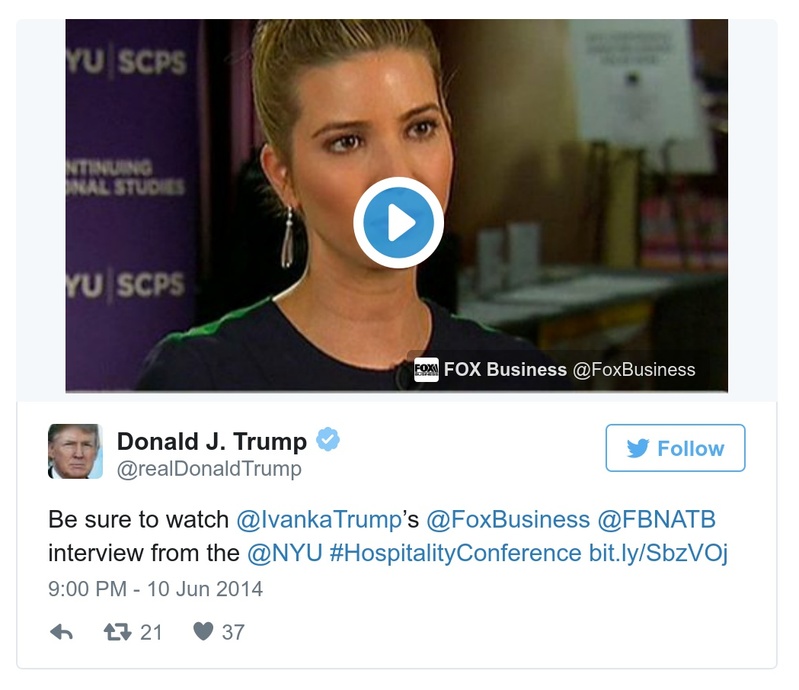 YU | SCPS
NTINUING
NAL STUDIES
YU | SCPS
FOX BUSINESS FOX Business @FoxBusiness
Donald J. Trump
@realDonaldTrump
Follow
Be sure to watch @IvankaTrump's @FoxBusiness @FBNATB
interview from the @NYU #HospitalityConference bit.ly/SbzVOj
9:00 PM - 10 Jun 2014
21 37